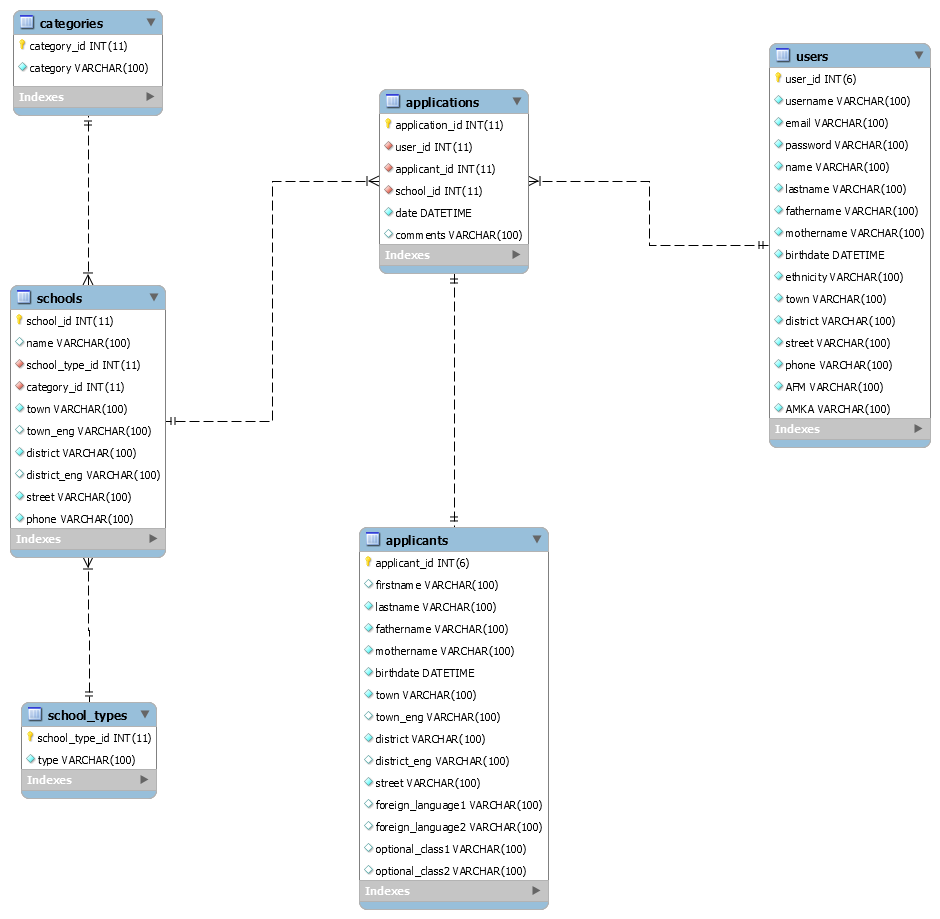 categories
category_id INT(11)
category VARCHAR(100)
Indexes
applications
application_id INT(11)
user_id INT(11)
applicant_id INT(11)
school_id INT(11)
date DATETIME
comments VARCHAR(100)
Indexes
users
user_id INT(6)
username VARCHAR(100)
email VARCHAR(100)
password VARCHAR(100)
name VARCHAR(100)
lastname VARCHAR(100)
fathername VARCHAR(100)
mothername VARCHAR(100)
birthdate DATETIME
ethnicity VARCHAR(100)
town VARCHAR(100)
district VARCHAR(100)
street VARCHAR(100)
phone VARCHAR(100)
AFM VARCHAR(100)
AMKA VARCHAR(100)
Indexes
schools
school_id INT(11)
name VARCHAR(100)
school_type_id INT(11)
category_id INT(11)
town VARCHAR(100)
town_eng VARCHAR(100)
district VARCHAR(100)
district_eng VARCHAR(100)
street VARCHAR(100)
phone VARCHAR(100)
Indexes
applicants
applicant_id INT(6)
firstname VARCHAR(100)
lastname VARCHAR(100)
fathername VARCHAR(100)
mothername VARCHAR(100)
birthdate DATETIME
town VARCHAR(100)
town_eng VARCHAR(100)
district VARCHAR(100)
district_eng VARCHAR(100)
street VARCHAR(100)
foreign_language1 VARCHAR(100)
foreign_language2 VARCHAR(100)
optional_class1 VARCHAR(100)
optional_class2 VARCHAR(100)
Indexes
school_types
school_type_id INT(11)
type VARCHAR(100)
Indexes